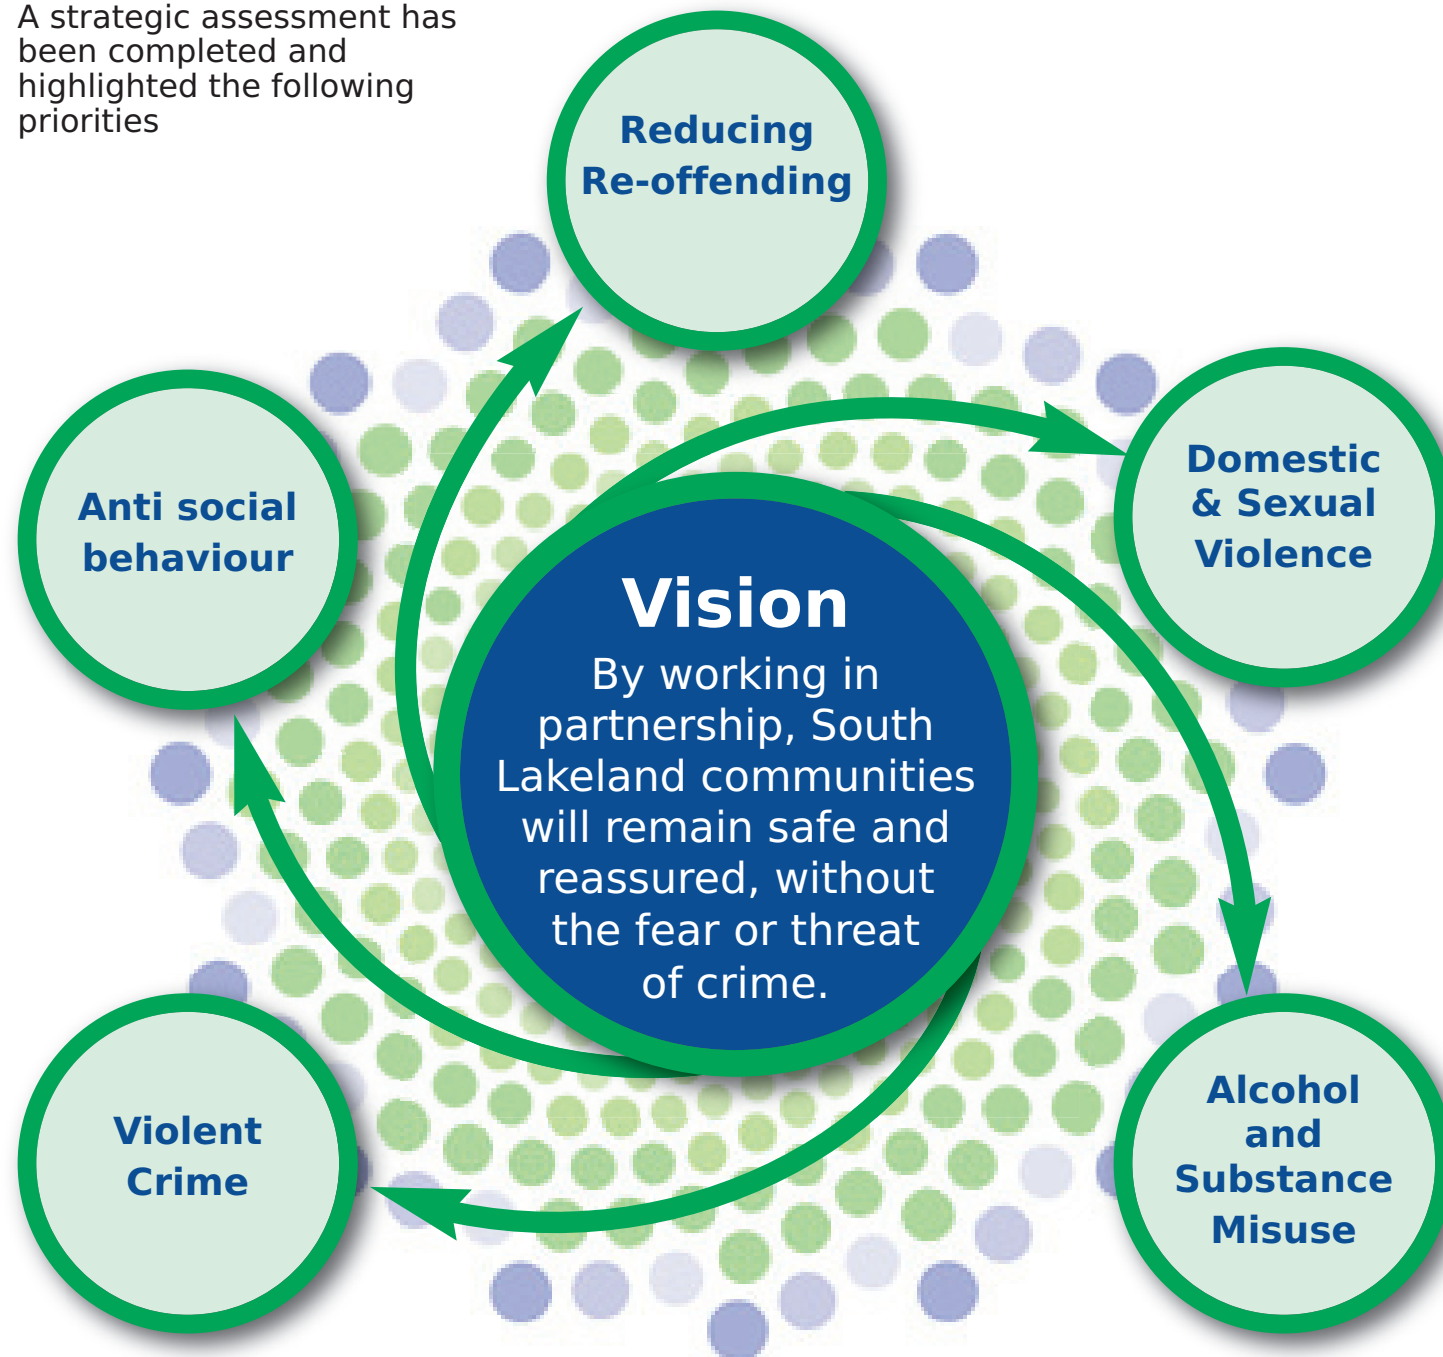 A strategic assessment has
been completed and
highlighted the following
priorities
Reducing
Re-offending
Domestic
& Sexual
Violence
Anti social
behaviour
Vision
By working in
partnership, South
Lakeland communities
will remain safe and
reassured, without
the fear or threat
of crime.
Violent
Crime
Alcohol
and
Substance
Misuse